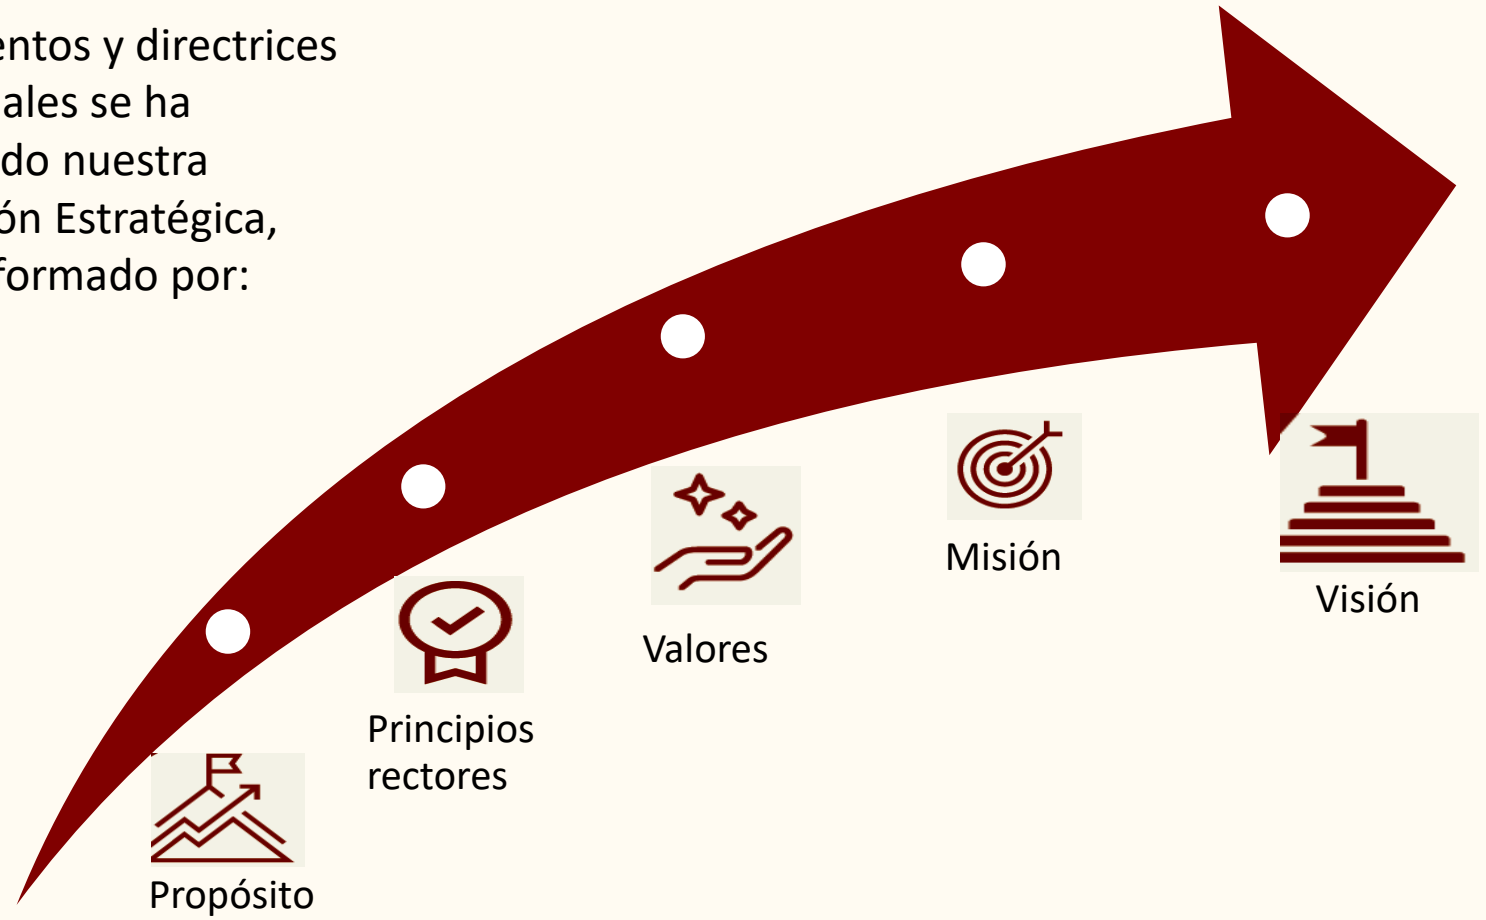 entos y directrices
ales se ha
do nuestra
ón Estratégica,
formado por:
Misión
Visión
Valores
Principios
rectores
Propósito